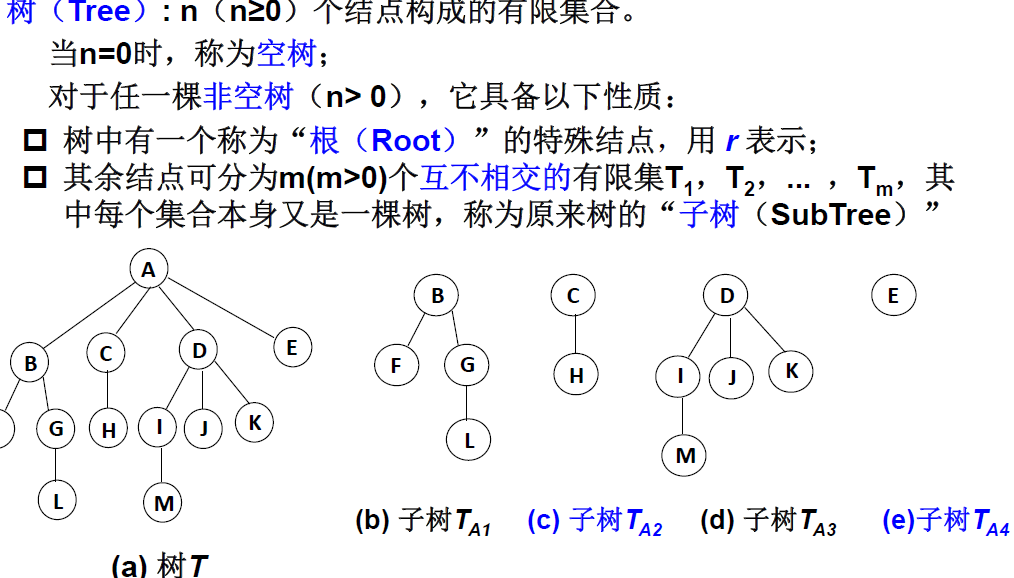 树（Tree）: n（n≥0）个结点构成的有限集合。
当n=0时，称为空树；
对于任一棵非空树（n> 0），它具备以下性质：
树中有一个称为“根（Root）”的特殊结点，用 r 表示；
其余结点可分为m(m>0)个互不相交的有限集T1，T2，... ，Tm，其
中每个集合本身又是一棵树，称为原来树的“子树（SubTree）”
A
B C D E
G H I J K
L M
(a) 树T
B
F G
L
(b) 子树TA1
C
H
(c) 子树TA2
D
I J K
M
(d) 子树TA3
E
(e)子树TA4